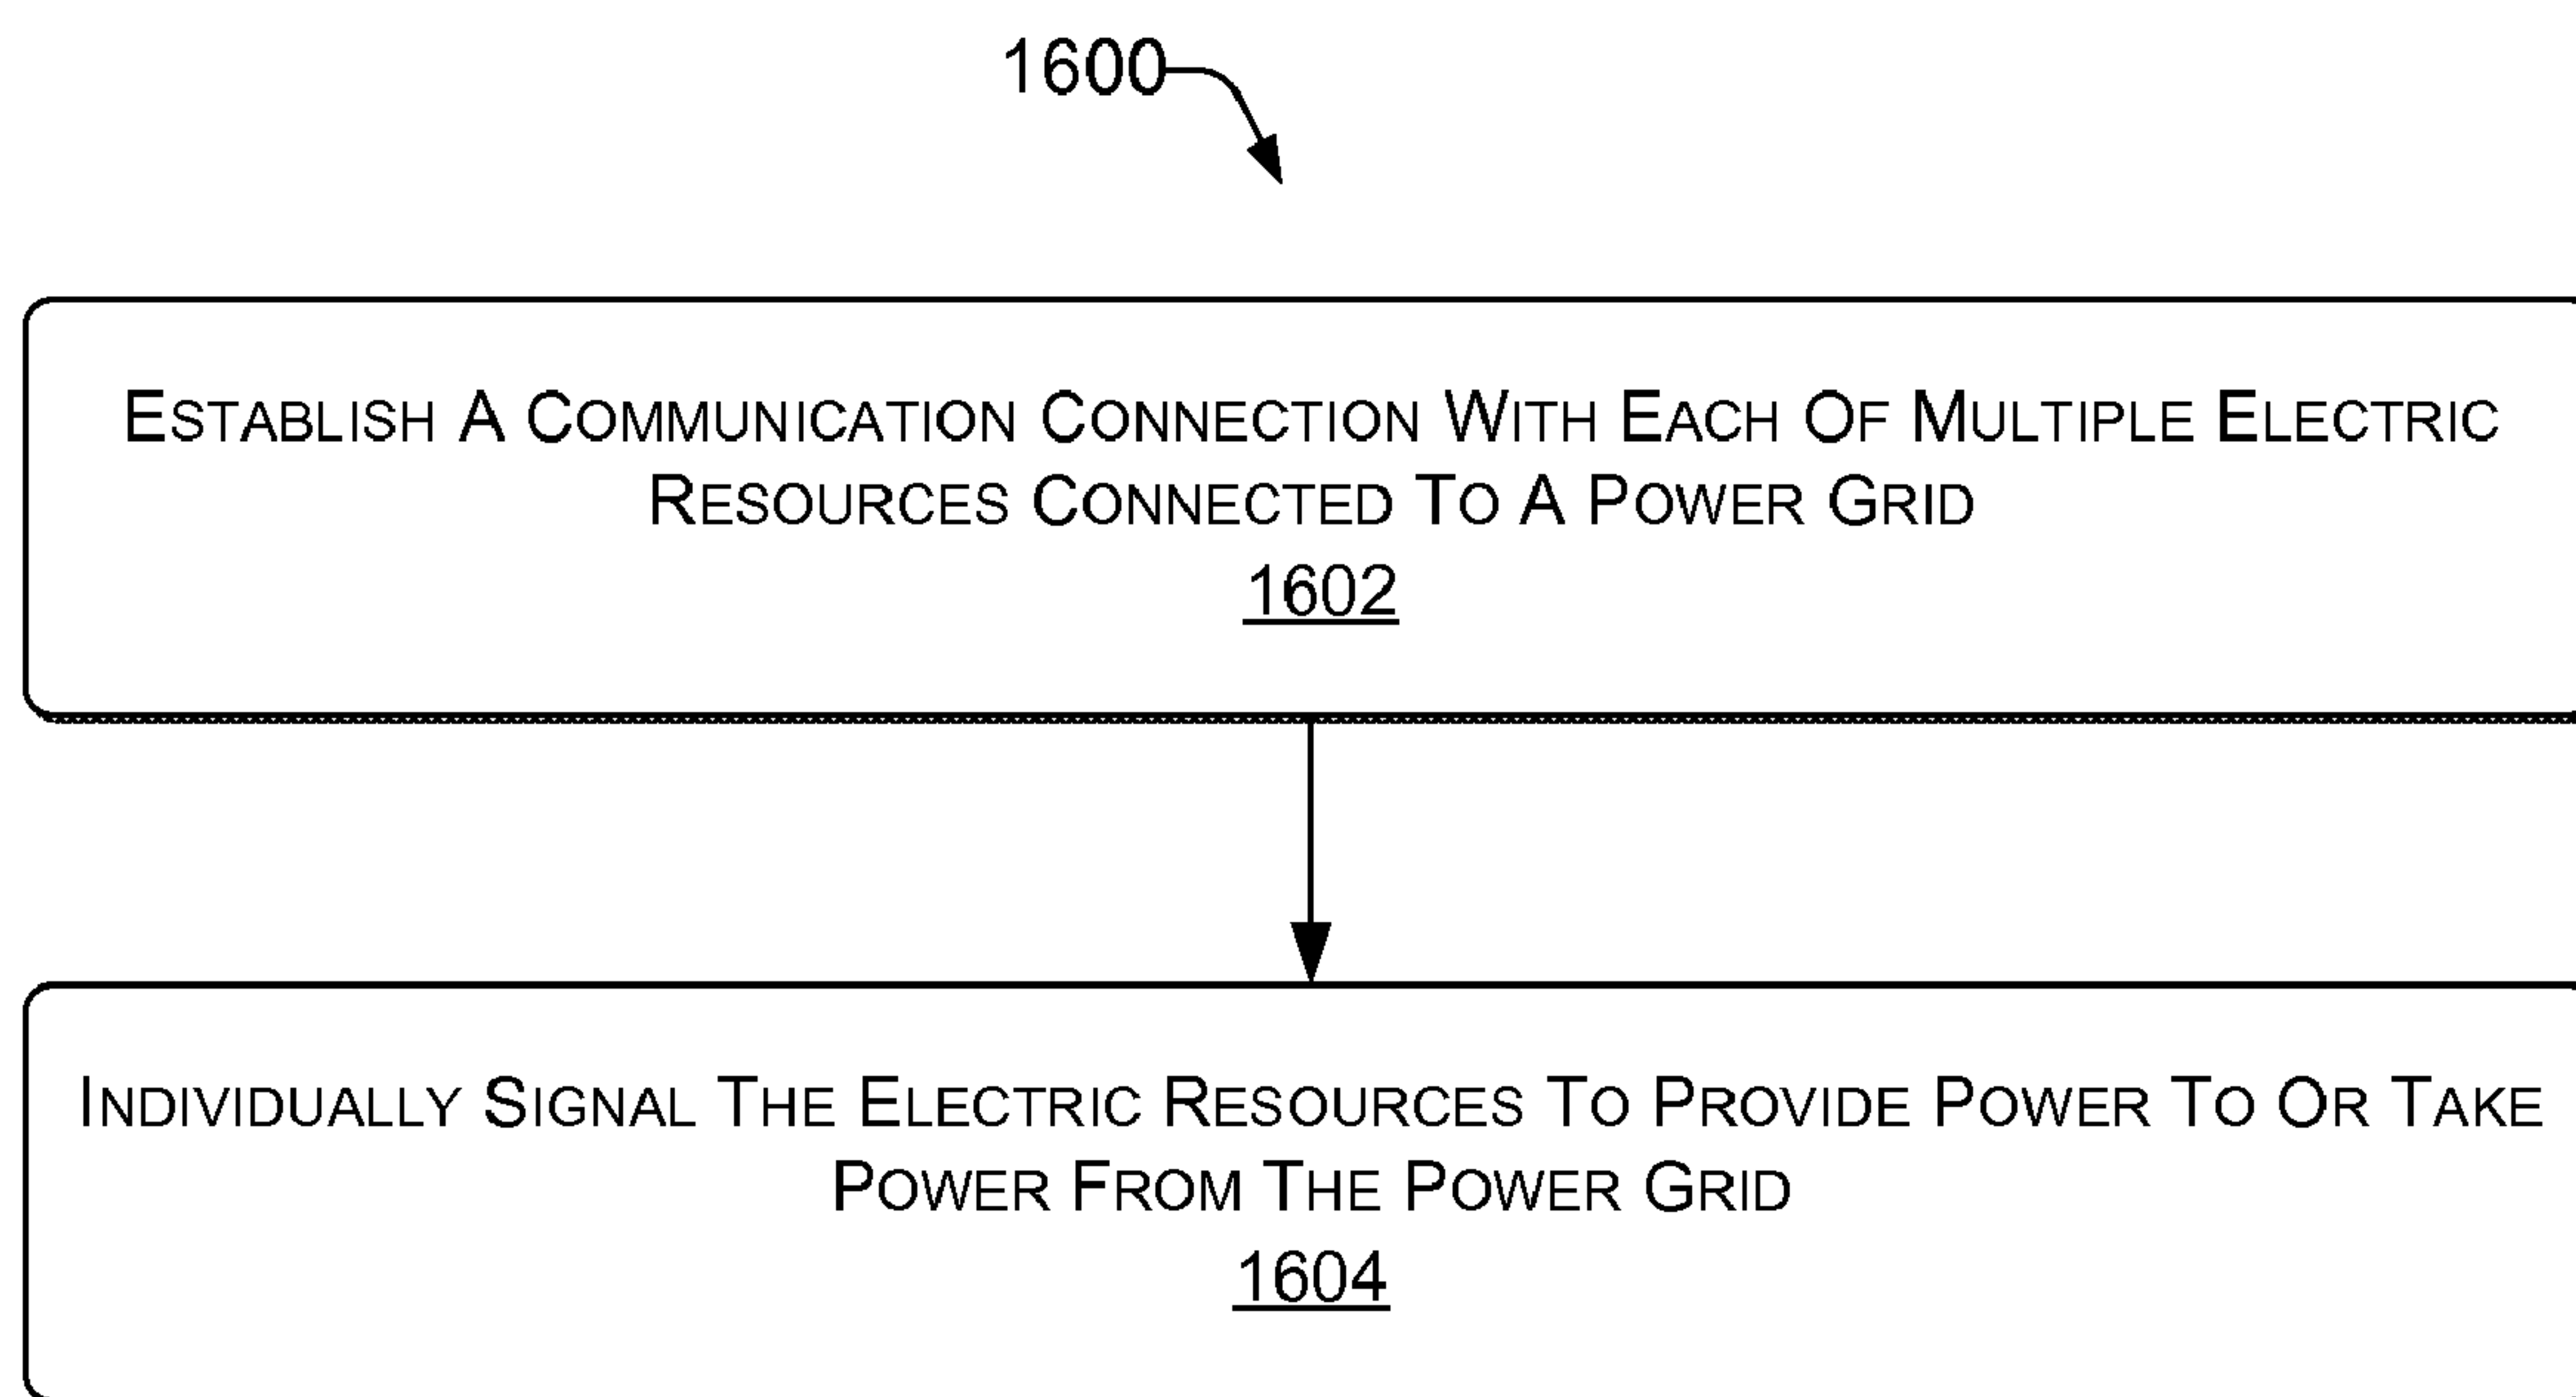 1600
ESTABLISH A COMMUNICATION CONNECTION WITH EACH OF MULTIPLE ELECTRIC
RESOURCES CONNECTED TO A POWER GRID
1602
INDIVIDUALLY SIGNAL THE ELECTRIC RESOURCES TO PROVIDE POWER TO OR TAKE
POWER FROM THE POWER GRID
1604